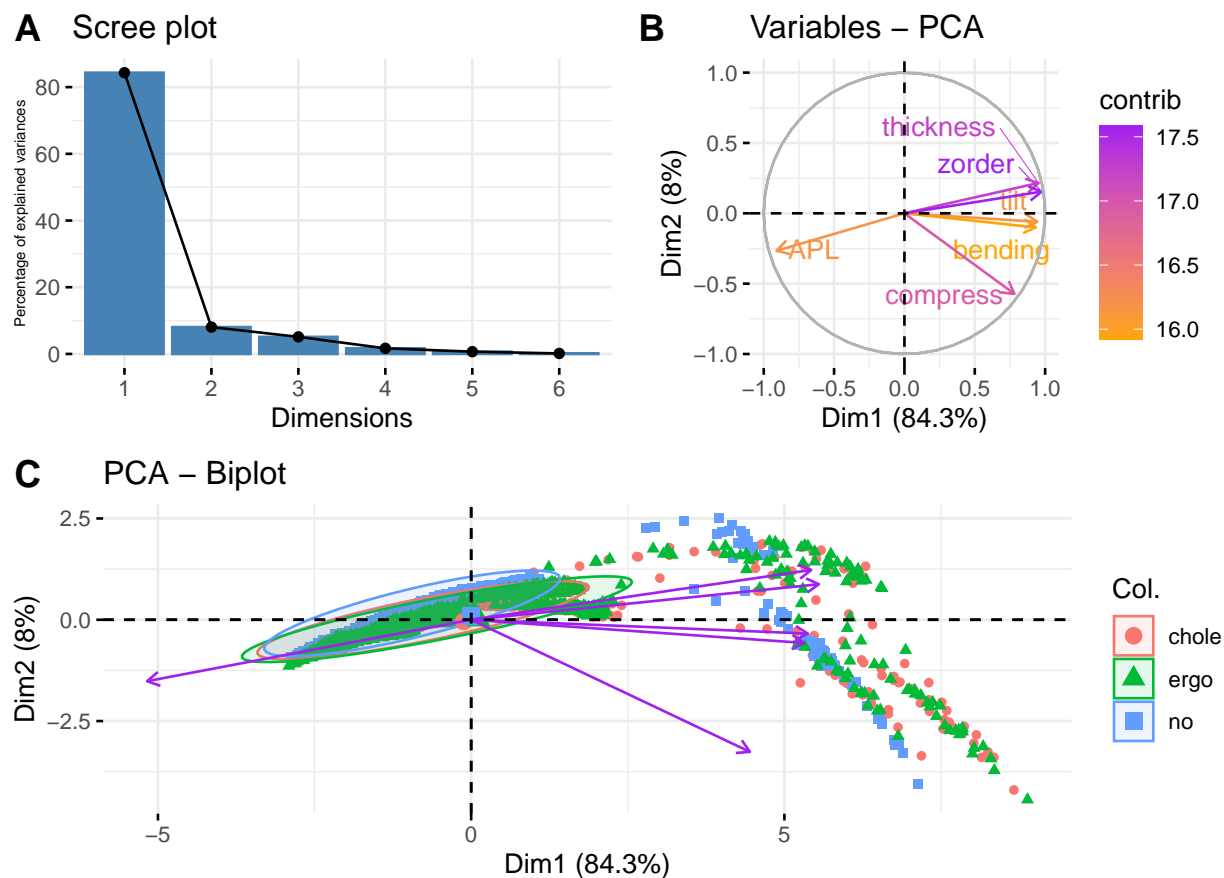 A Scree plot
Percentage of explained variances
80
60
40
20
0
1 2 3 4 5 6
Dimensions
B Variables – PCA
Dim2 (8%)
1.0
0.5
0.0
−0.5
−1.0
thickness
zorder
tilt
APL
bending
compress
−1.0 −0.5 0.0 0.5 1.0
Dim1 (84.3%)
contrib
17.5
17.0
16.5
16.0
C PCA – Biplot
Dim2 (8%)
2.5
0.0
−2.5
−5 0 5
Dim1 (84.3%)
Col.
chole
ergo
no